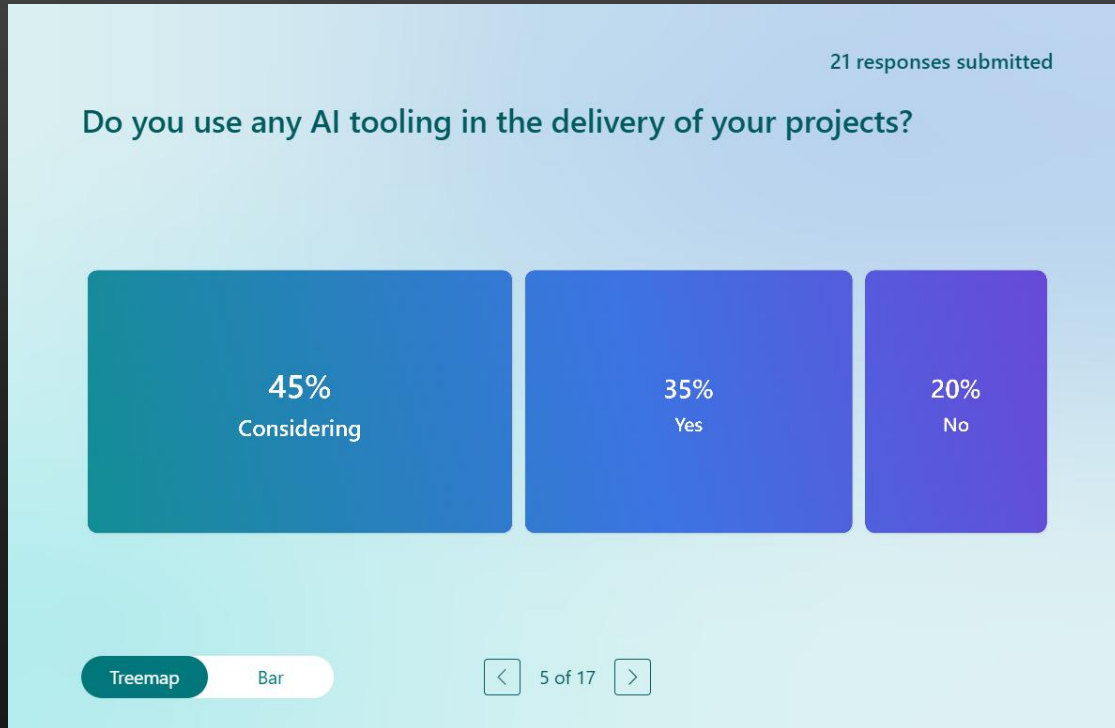 21 responses submitted
Do you use any AI tooling in the delivery of your projects?
45%
Considering
35%
Yes
20%
No
Treemap
Bar
5 of 17